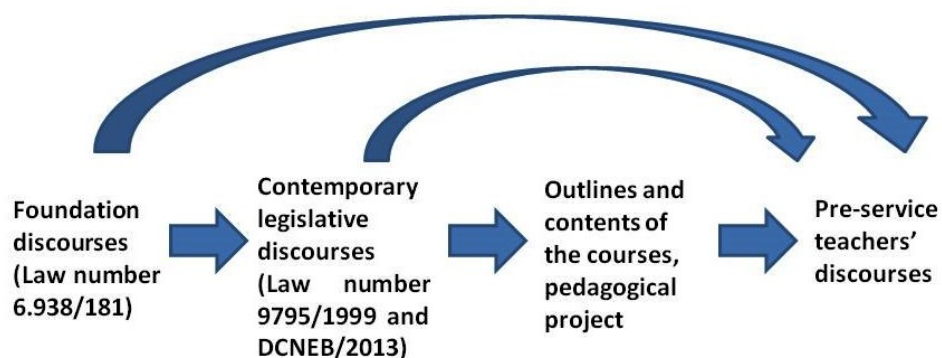 Foundation
discourses
(Law number
6.938/181)
Contemporary
legislative
discourses
(Law number
9795/1999 and
DCNEB/2013)
Outlines and
contents of
the courses,
pedagogical
project
Pre-service
teachers’
discourses